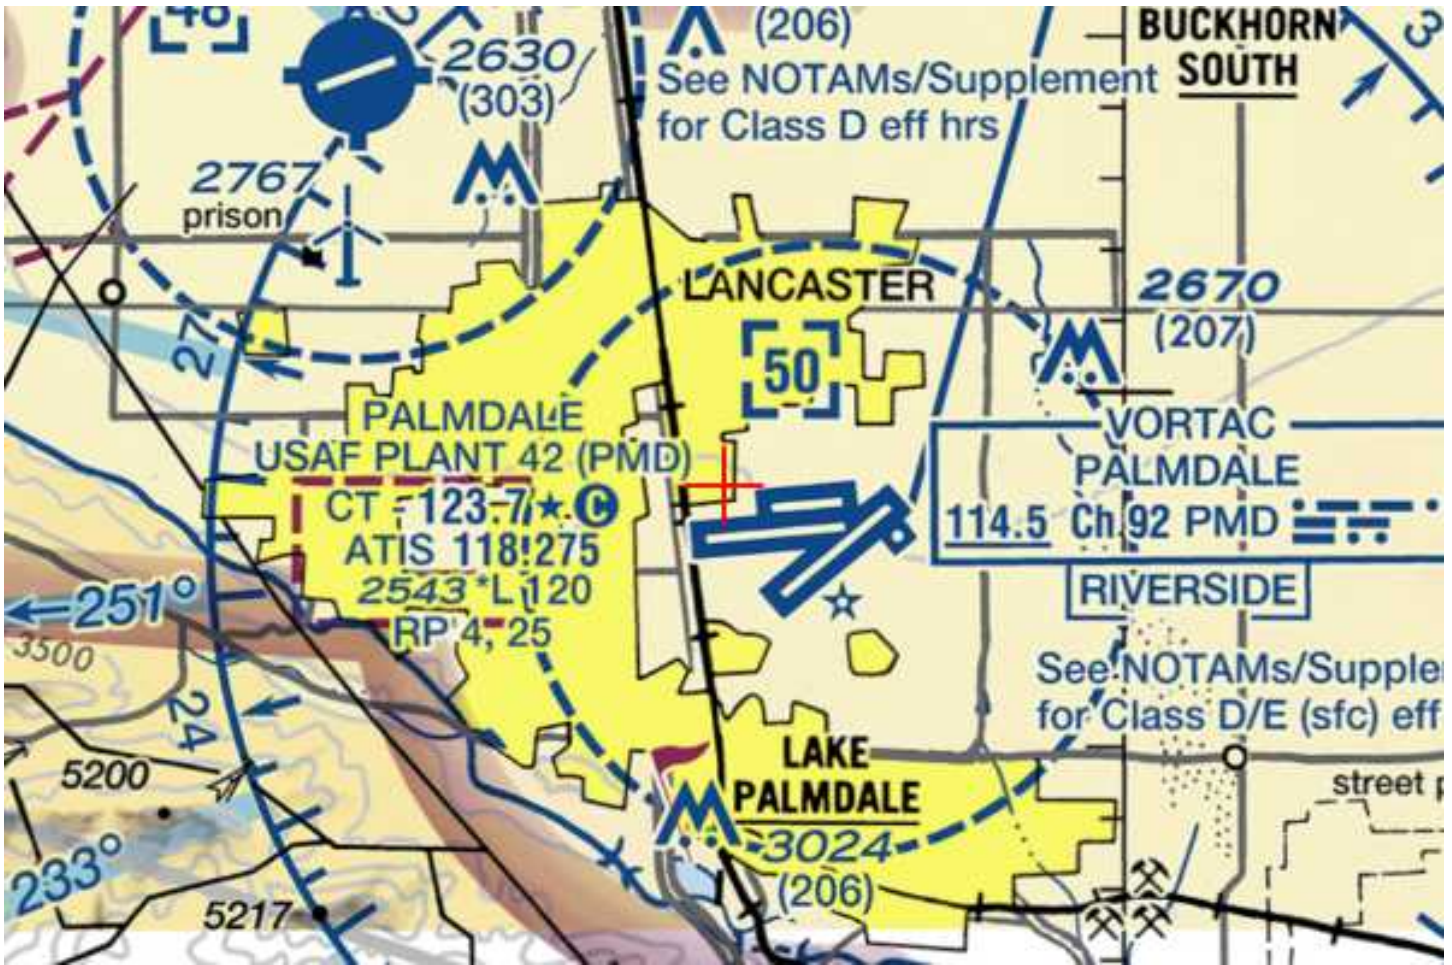 2630
(303)
(206)
See NOTAMs/Supplement
for Class D eff hrs
BUCKHORN
SOUTH
3
2767
prison
27
LANCASTER
50
2670
(207)
PALMDALE
USAF PLANT 42 (PMD)
CT - 123.7 ★ C
ATIS 118.275
2543 *L 120
RP 4, 25
VORTAC
PALMDALE
114.5 Ch 92 PMD
RIVERSIDE
See NOTAMs/Supple
for Class D/E (sfc) eff
251°
3500
24
5200
233°
5217
LAKE
PALMDALE
3024
(206)
street p